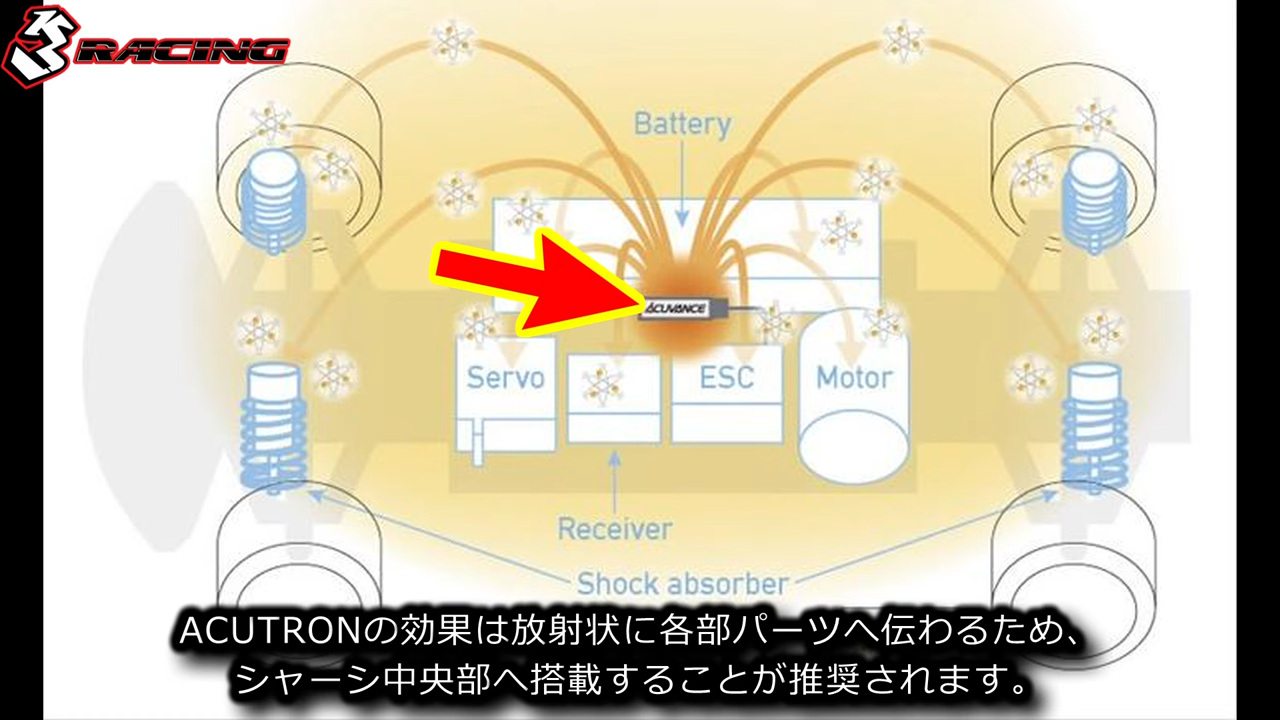 RACING
Battery
ACUVANCE
Servo
ESC
Motor
Receiver
Shock absorber
ACUTRONの効果は放射状に各部パーツへ伝わるため、
シャーシ中央部へ搭載することが推奨されます。